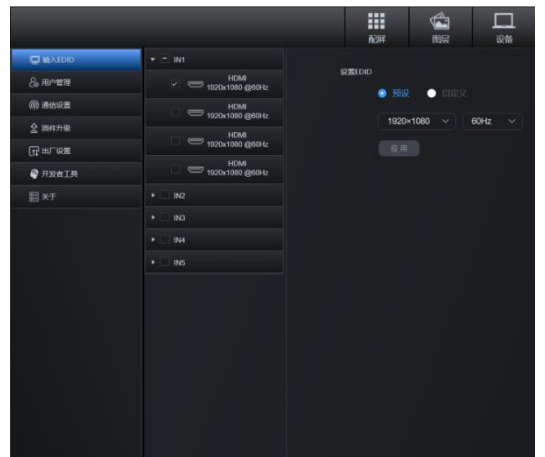 配屏
图层
设备
输入EDID
用户管理
通信设置
固件升级
出厂设置
开发者工具
关于
IN1
HDMI
1920x1080 @60Hz
HDMI
1920x1080 @60Hz
HDMI
1920x1080 @60Hz
HDMI
1920x1080 @60Hz
IN2
IN3
IN4
IN5
设置EDID
预设 自定义
1920×1080 60Hz
应用